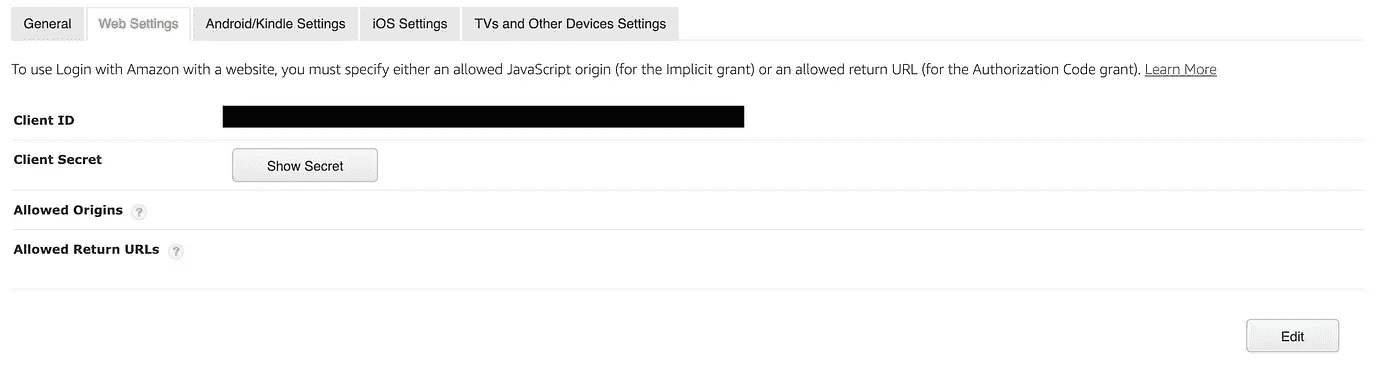 General Web Settings Android/Kindle Settings iOS Settings TVs and Other Devices Settings
To use Login with Amazon with a website, you must specify either an allowed JavaScript origin (for the Implicit grant) or an allowed return URL (for the Authorization Code grant). Learn More
Client ID
Client Secret Show Secret
Allowed Origins ?
Allowed Return URLs ?
Edit